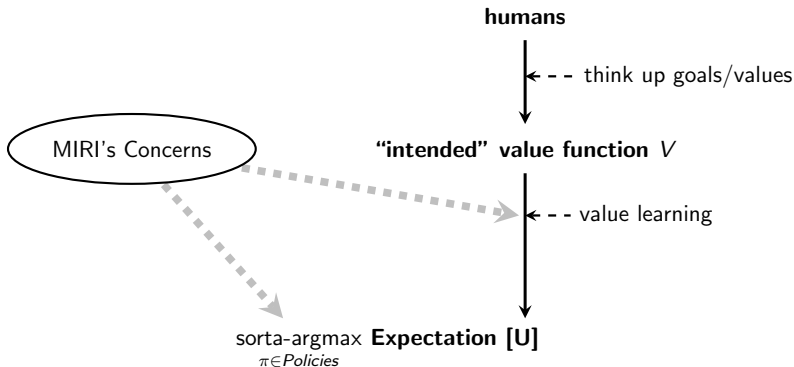 humans
think up goals/values
MIRI's Concerns
“intended” value function V
value learning
sorta-argmax Expectation [U]
π∈Policies